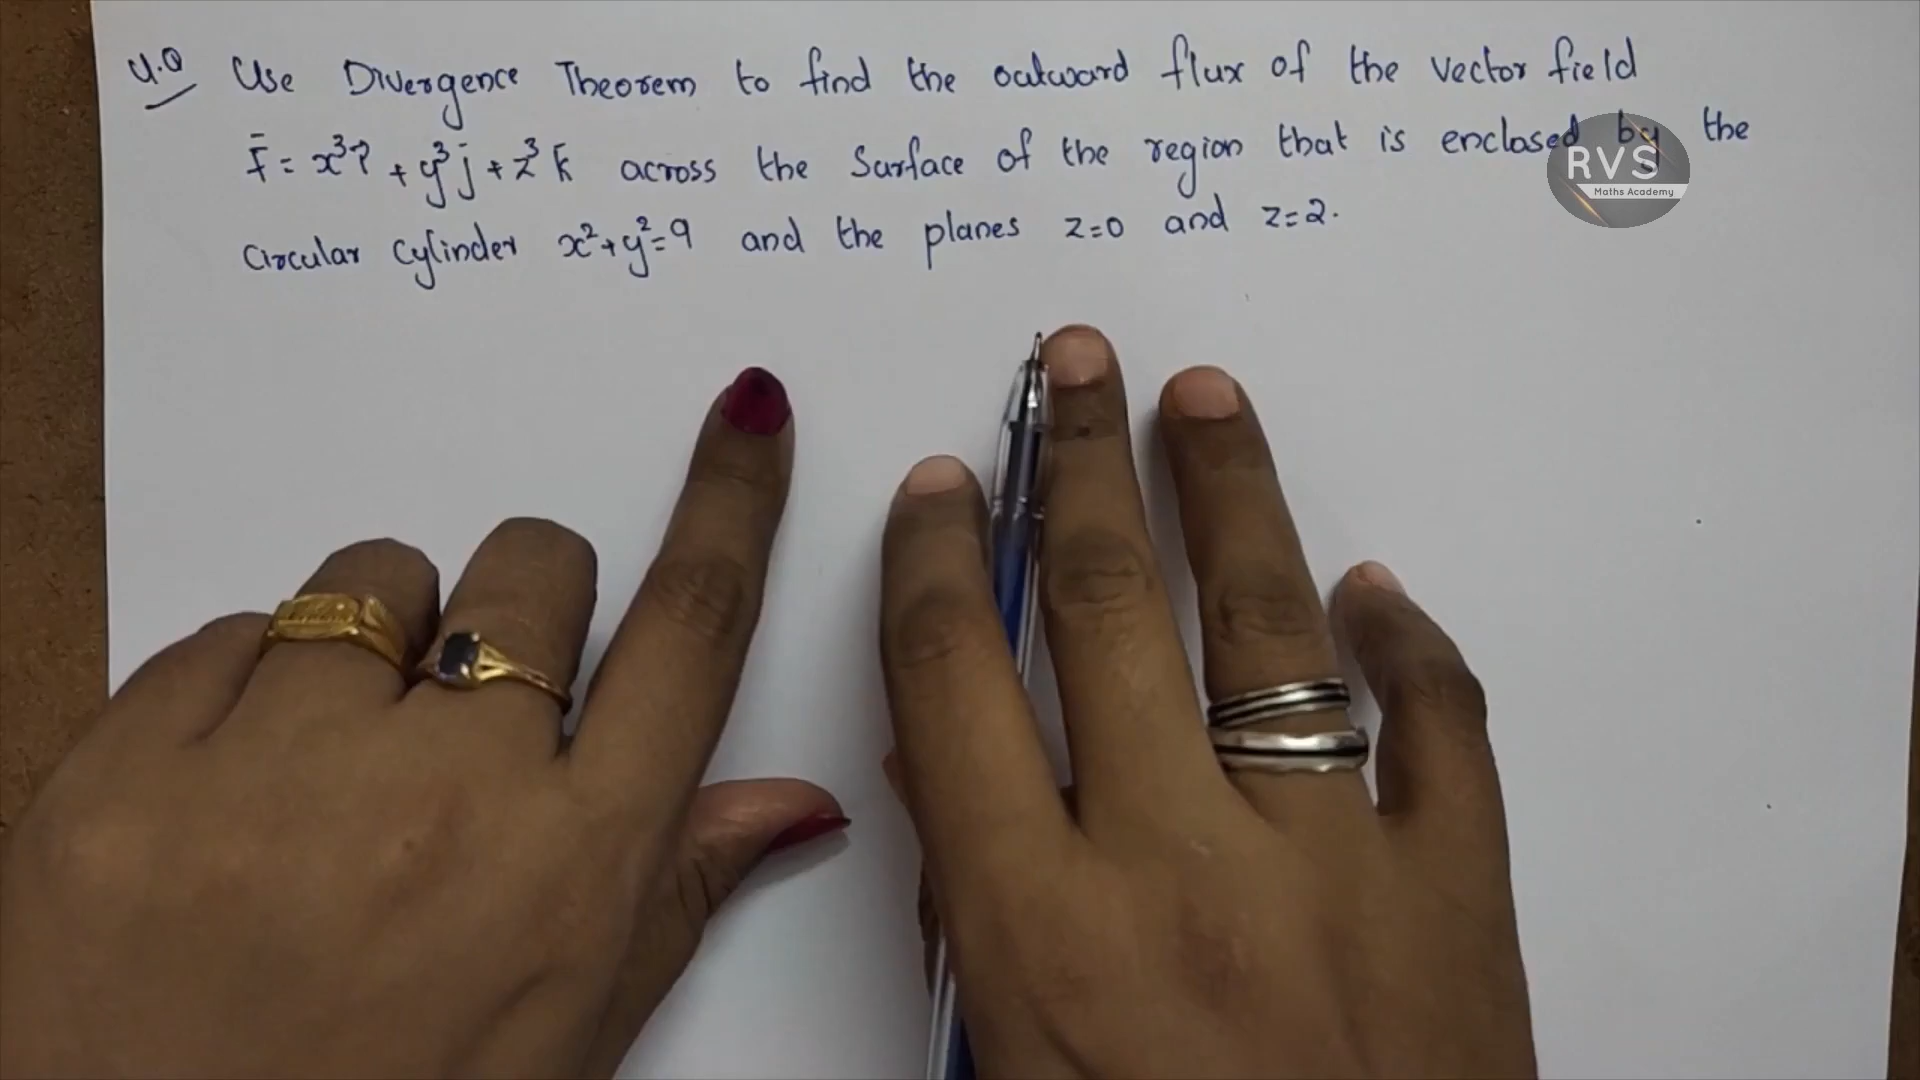 U.Q Use Divergence Theorem to find the outward flux of the vector field
F̄ = x³i + y³j + z³k̄ across the Surface of the region that is enclosed by the
Circular Cylinder x²+y²=9 and the planes z=0 and z=2.
RVS
Maths Academy